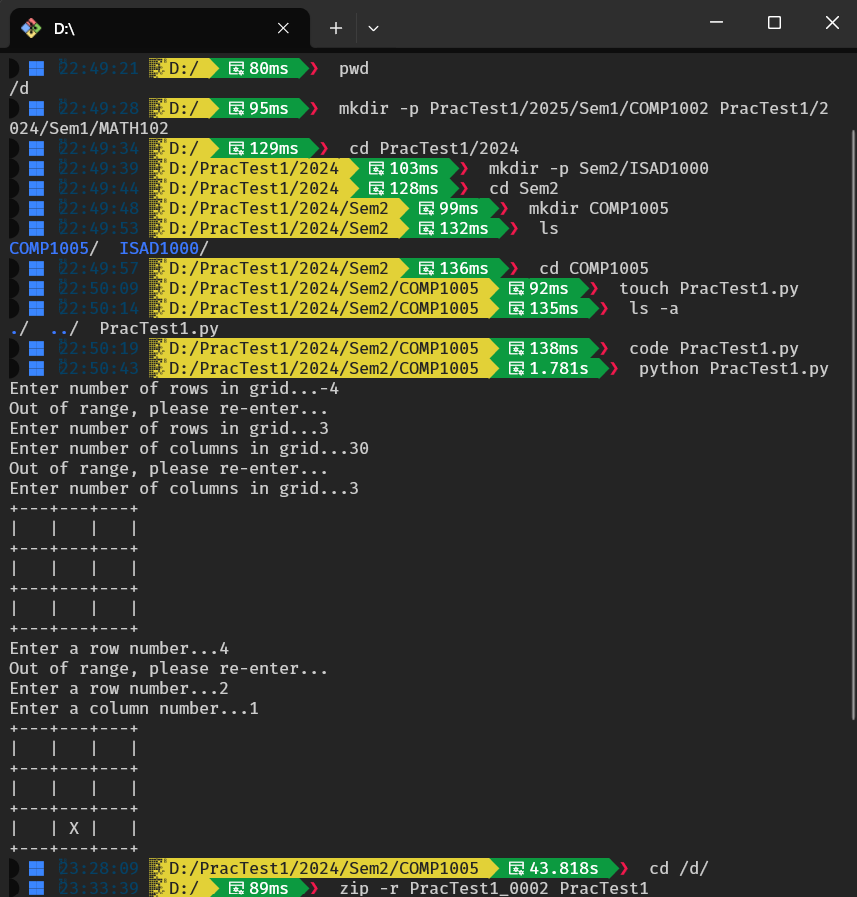 D:\
22:49:21 D:/ 80ms ❯ pwd
/d
22:49:28 D:/ 95ms ❯ mkdir -p PracTest1/2025/Sem1/COMP1002 PracTest1/2
024/Sem1/MATH102
22:49:34 D:/ 129ms ❯ cd PracTest1/2024
22:49:39 D:/PracTest1/2024 103ms ❯ mkdir -p Sem2/ISAD1000
22:49:44 D:/PracTest1/2024 128ms ❯ cd Sem2
22:49:48 D:/PracTest1/2024/Sem2 99ms ❯ mkdir COMP1005
22:49:53 D:/PracTest1/2024/Sem2 132ms ❯ ls
COMP1005/  ISAD1000/
22:49:57 D:/PracTest1/2024/Sem2 136ms ❯ cd COMP1005
22:50:09 D:/PracTest1/2024/Sem2/COMP1005 92ms ❯ touch PracTest1.py
22:50:14 D:/PracTest1/2024/Sem2/COMP1005 135ms ❯ ls -a
./  ../  PracTest1.py
22:50:19 D:/PracTest1/2024/Sem2/COMP1005 138ms ❯ code PracTest1.py
22:50:43 D:/PracTest1/2024/Sem2/COMP1005 1.781s ❯ python PracTest1.py
Enter number of rows in grid...-4
Out of range, please re-enter...
Enter number of rows in grid...3
Enter number of columns in grid...30
Out of range, please re-enter...
Enter number of columns in grid...3
+---+---+---+
|   |   |   |
+---+---+---+
|   |   |   |
+---+---+---+
|   |   |   |
+---+---+---+
Enter a row number...4
Out of range, please re-enter...
Enter a row number...2
Enter a column number...1
+---+---+---+
|   |   |   |
+---+---+---+
|   |   |   |
+---+---+---+
|   | X |   |
+---+---+---+
23:28:09 D:/PracTest1/2024/Sem2/COMP1005 43.818s ❯ cd /d/
23:33:39 D:/ 89ms ❯ zip -r PracTest1_0002 PracTest1